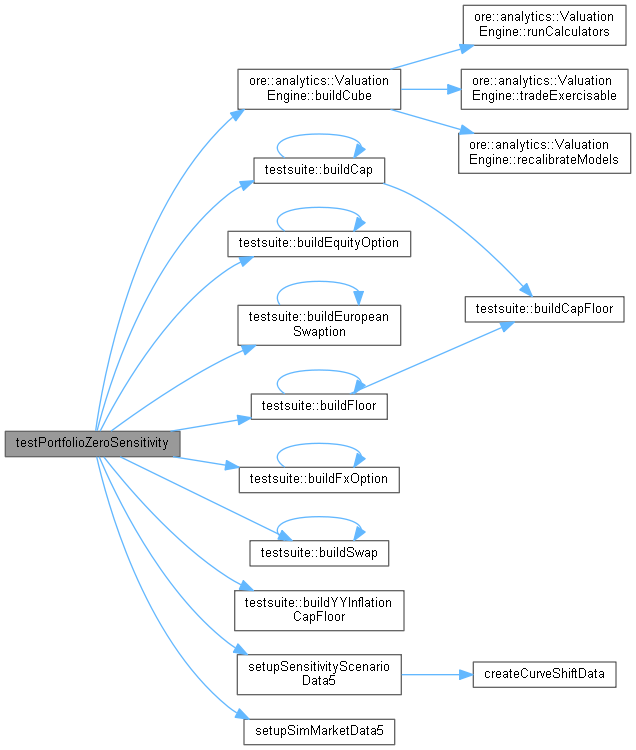 ore::analytics::Valuation
Engine::runCalculators
ore::analytics::Valuation
Engine::buildCube
ore::analytics::Valuation
Engine::tradeExercisable
ore::analytics::Valuation
Engine::recalibrateModels
testsuite::buildCap
testsuite::buildEquityOption
testsuite::buildEuropean
Swaption
testsuite::buildCapFloor
testsuite::buildFloor
testPortfolioZeroSensitivity
testsuite::buildFxOption
testsuite::buildSwap
testsuite::buildYYInflation
CapFloor
setupSensitivityScenario
Data5
createCurveShiftData
setupSimMarketData5